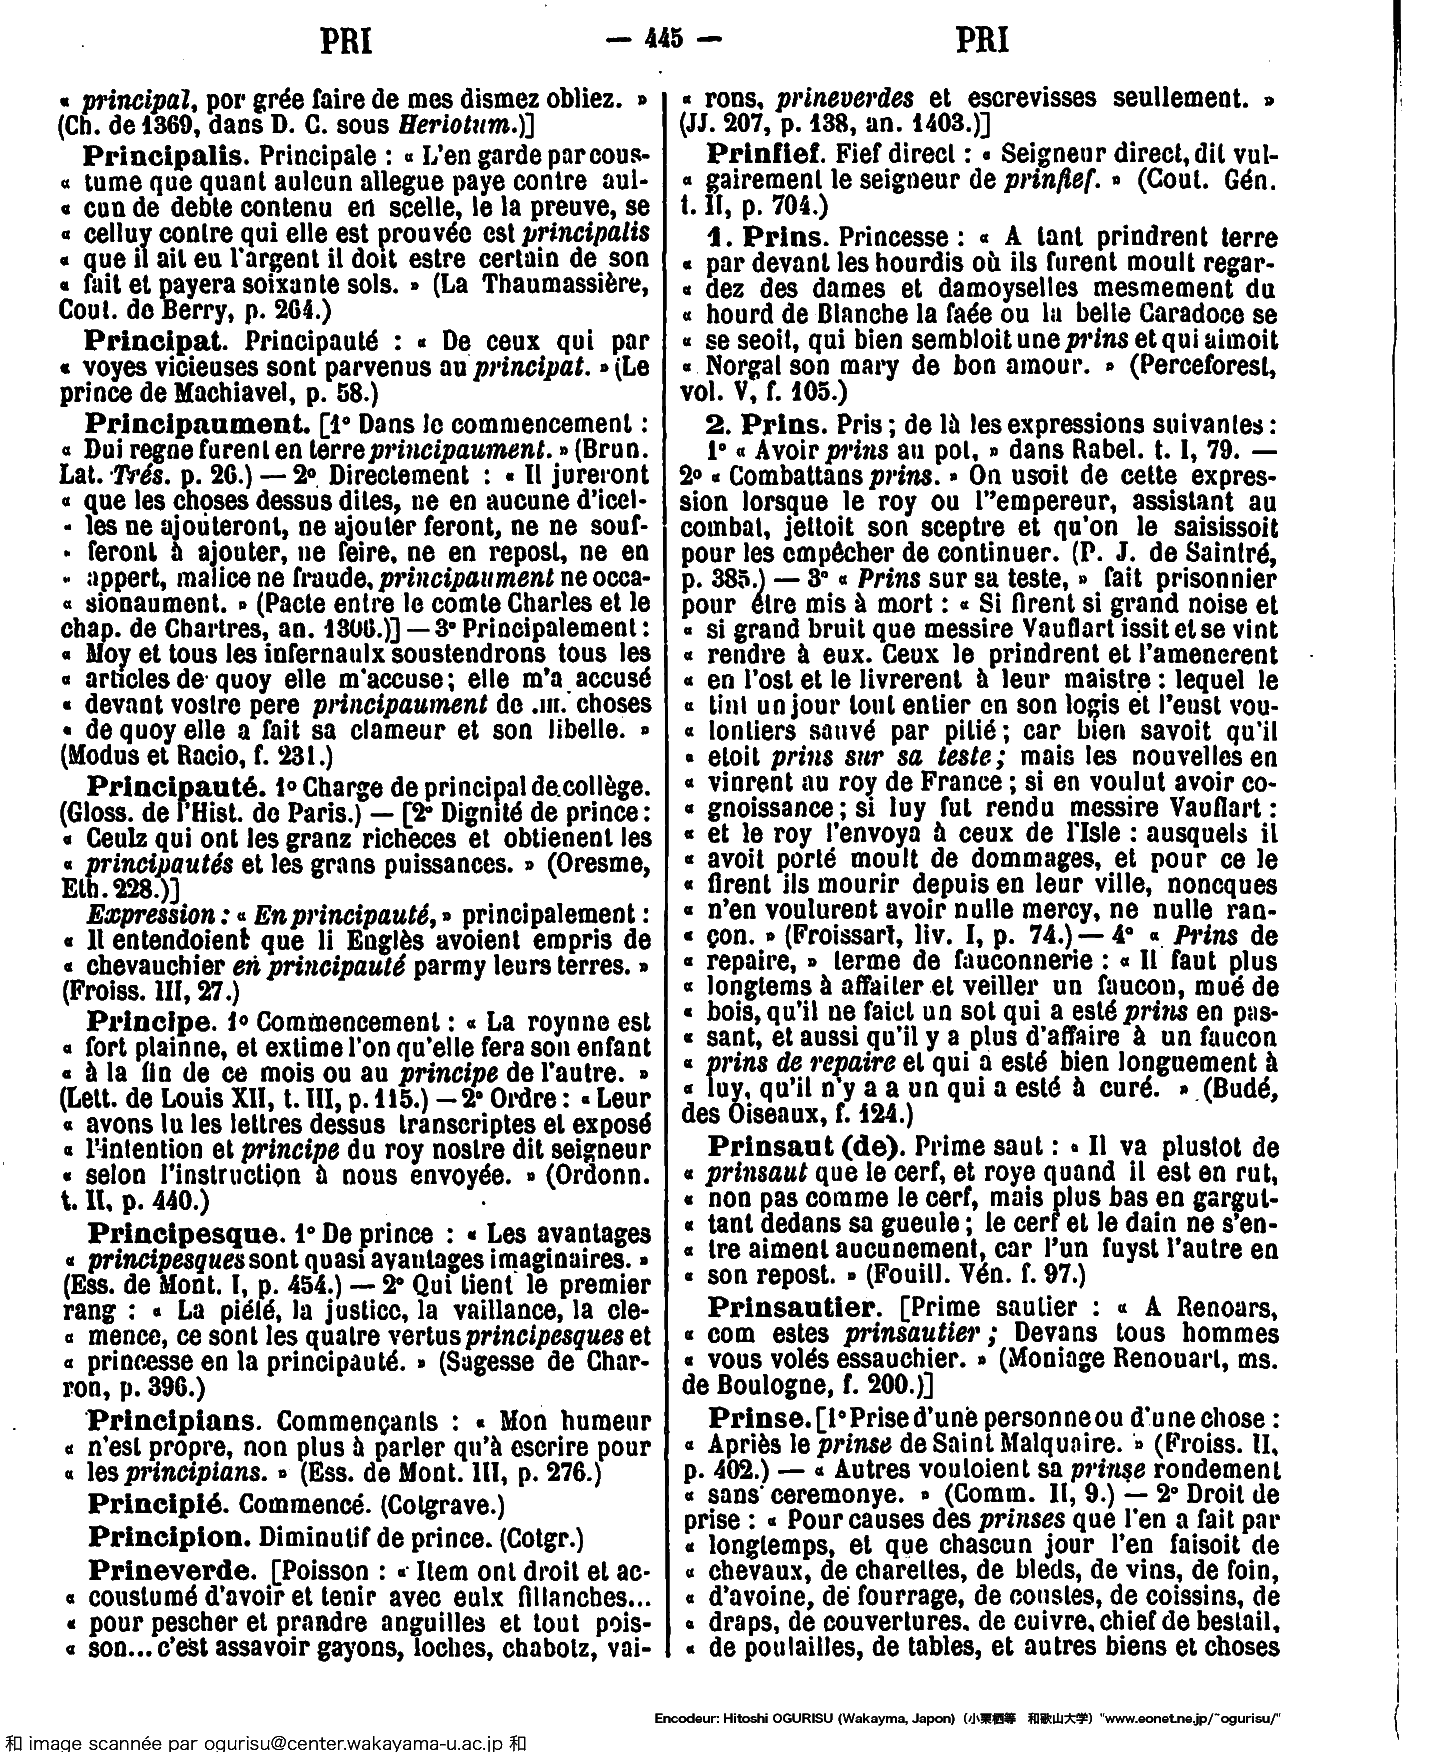 PRI — 445 — PRI
« principal, por grée faire de mes dismez obliez. »
(Ch. de 1369, dans D. C. sous Heriotum.)]
Principalis. Principale : « L'en garde par cous-
« tume que quant aulcun allegue paye contre aul-
« cun de debte contenu en scelle, le la preuve, se
« celluy contre qui elle est prouvée est principalis
« que il ait eu l'argent il doit estre certain de son
« fait et payera soixante sols. » (La Thaumassière,
Cout. de Berry, p. 264.)
Principat. Principauté : « De ceux qui par
« voyes vicieuses sont parvenus au principat. » (Le
prince de Machiavel, p. 58.)
Principaument. [1º Dans le commencement :
« Dui regne furent en terre principaument. » (Brun.
Lat. Trés. p. 26.) — 2º Directement : « Il jureront
« que les choses dessus dites, ne en aucune d'icel-
« les ne ajouteront, ne ajouter feront, ne ne souf-
« feront à ajouter, ne feire, ne en repost, ne en
« appert, malice ne fraude, principaument ne occa-
« sionaument. » (Pacte entre le comte Charles et le
chap. de Chartres, an. 1306.)] — 3º Principalement :
« Moy et tous les infernaulx soustendrons tous les
« articles de quoy elle m'accuse ; elle m'a accusé
« devant vostre pere principaument de .III. choses
« de quoy elle a fait sa clameur et son libelle. »
(Modus et Racio, f. 231.)
Principauté. 1º Charge de principal de collège.
(Gloss. de l'Hist. de Paris.) — [2º Dignité de prince :
« Ceulz qui ont les granz richeces et obtienent les
« principautés et les grans puissances. » (Oresme,
Eth. 228.)]
Expression : « En principauté, » principalement :
« Il entendoient que li Englès avoient empris de
« chevauchier en principauté parmy leurs terres. »
(Froiss. III, 27.)
Principe. 1º Commencement : « La roynne est
« fort plainne, et extime l'on qu'elle fera son enfant
« à la fin de ce mois ou au principe de l'autre. »
(Lett. de Louis XII, t. III, p. 115.) — 2º Ordre : « Leur
« avons lu les lettres dessus transcriptes et exposé
« l'intention et principe du roy nostre dit seigneur
« selon l'instruction à nous envoyée. » (Ordonn.
t. II, p. 440.)
Principesque. 1º De prince : « Les avantages
« principesques sont quasi avantages imaginaires. »
(Ess. de Mont. I, p. 454.) — 2º Qui tient le premier
rang : « La piété, la justice, la vaillance, la cle-
« mence, ce sont les quatre vertus principesques et
« princesse en la principauté. » (Sagesse de Char-
ron, p. 396.)
Principians. Commençants : « Mon humeur
« n'est propre, non plus à parler qu'à escrire pour
« les principians. » (Ess. de Mont. III, p. 276.)
Principié. Commencé. (Cotgrave.)
Principion. Diminutif de prince. (Cotgr.)
Prineverde. [Poisson : « Item ont droit et ac-
« coustumé d'avoir et tenir avec eulx fillanches...
« pour pescher et prandre anguilles et tout pois-
« son... c'est assavoir gayons, loches, chabotz, vai-
« rons, prineverdes et escrevisses seullement. »
(JJ. 207, p. 138, an. 1403.)]
Prinfief. Fief direct : « Seigneur direct, dit vul-
« gairement le seigneur de prinfief. » (Cout. Gén.
t. II, p. 704.)
1. Prins. Princesse : « A tant prindrent terre
« par devant les hourdis où ils furent moult regar-
« dez des dames et damoyselles mesmement du
« hourd de Blanche la faée ou la belle Caradoce se
« se seoit, qui bien sembloit une prins et qui aimoit
« Norgal son mary de bon amour. » (Perceforest,
vol. V, f. 105.)
2. Prins. Pris ; de là les expressions suivantes :
1º « Avoir prins au pot, » dans Rabel. t. I, 79. —
2º « Combattans prins. » On usoit de cette expres-
sion lorsque le roy ou l''empereur, assistant au
combat, jettoit son sceptre et qu'on le saisissoit
pour les empêcher de continuer. (P. J. de Saintré,
p. 385.) — 3º « Prins sur sa teste, » fait prisonnier
pour être mis à mort : « Si firent si grand noise et
« si grand bruit que messire Vauflart issit et se vint
« rendre à eux. Ceux le prindrent et l'amenerent
« en l'ost et le livrerent à leur maistre : lequel le
« tint un jour tout entier en son logis et l'eust vou-
« lontiers sauvé par pitié ; car bien savoit qu'il
« etoit prins sur sa teste ; mais les nouvelles en
« vinrent au roy de France ; si en voulut avoir co-
« gnoissance ; si luy fut rendu messire Vauflart :
« et le roy l'envoya à ceux de l'Isle : ausquels il
« avoit porté moult de dommages, et pour ce le
« firent ils mourir depuis en leur ville, noncques
« n'en voulurent avoir nulle mercy, ne nulle ran-
« çon. » (Froissart, liv. I, p. 74.) — 4º « Prins de
« repaire, » terme de fauconnerie : « Il faut plus
« longtems à affaiter et veiller un faucon, mué de
« bois, qu'il ne faict un sot qui a esté prins en pas-
« sant, et aussi qu'il y a plus d'affaire à un faucon
« prins de repaire et qui a esté bien longuement à
« luy, qu'il n'y a a un qui a esté à curé. » (Budé,
des Oiseaux, f. 124.)
Prinsaut (de). Prime saut : « Il va plustot de
« prinsaut que le cerf, et roye quand il est en rut,
« non pas comme le cerf, mais plus bas en gargut-
« tant dedans sa gueule ; le cerf et le dain ne s'en-
« tre aiment aucunement, car l'un fuyst l'autre en
« son repost. » (Fouill. Vén. f. 97.)
Prinsautier. [Prime sautier : « A Renoars,
« com estes prinsautier ; Devans tous hommes
« vous volés essauchier. » (Moniage Renouart, ms.
de Boulogne, f. 200.)]
Prinse. [1º Prise d'une personne ou d'une chose :
« Après le prinse de Saint Malquaire. » (Froiss. II,
p. 402.) — « Autres vouloient sa prinse rondement
« sans ceremonye. » (Comm. II, 9.) — 2º Droit de
prise : « Pour causes des prinses que l'en a fait par
« longtemps, et que chascun jour l'en faisoit de
« chevaux, de charettes, de bleds, de vins, de foin,
« d'avoine, de fourrage, de coustes, de coissins, de
« draps, de couvertures, de cuivre, chief de bestail,
« de poulailles, de tables, et autres biens et choses
Encodeur: Hitoshi OGURISU (Wakayma, Japon) (小栗栖等 和歌山大学) "www.eonet.ne.jp/~ogurisu/"
和 image scannée par ogurisu@center.wakayama-u.ac.jp 和